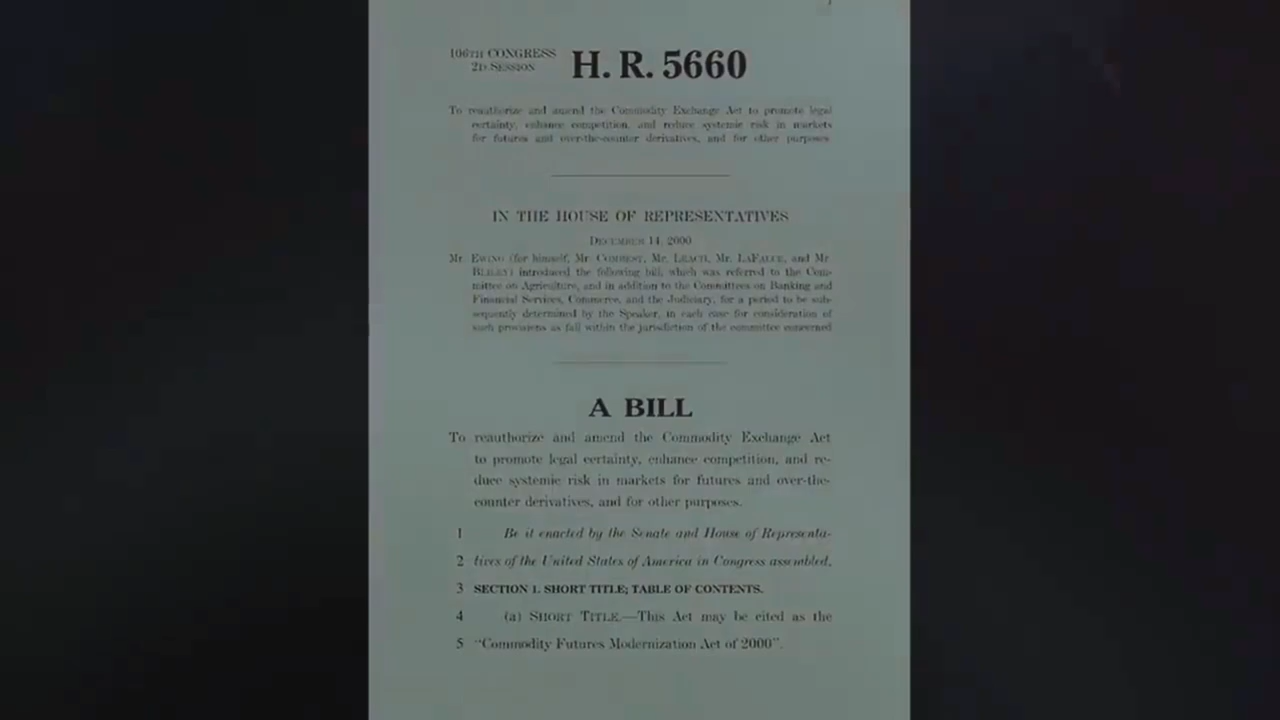 106TH CONGRESS
2D SESSION
H. R. 5660
To reauthorize and amend the Commodity Exchange Act to promote legal
certainty, enhance competition, and reduce systemic risk in markets
for futures and over-the-counter derivatives, and for other purposes.
IN THE HOUSE OF REPRESENTATIVES
DECEMBER 14, 2000
Mr. EWING (for himself, Mr. COMBEST, Mr. LEACH, Mr. LAFALCE, and Mr.
BLILEY) introduced the following bill, which was referred to the Com-
mittee on Agriculture, and in addition to the Committees on Banking and
Financial Services, Commerce, and the Judiciary, for a period to be sub-
sequently determined by the Speaker, in each case for consideration of
such provisions as fall within the jurisdiction of the committee concerned
A BILL
To reauthorize and amend the Commodity Exchange Act
to promote legal certainty, enhance competition, and re-
duce systemic risk in markets for futures and over-the-
counter derivatives, and for other purposes.
1 Be it enacted by the Senate and House of Representa-
2 tives of the United States of America in Congress assembled,
3 SECTION 1. SHORT TITLE; TABLE OF CONTENTS.
4 (a) SHORT TITLE.—This Act may be cited as the
5 “Commodity Futures Modernization Act of 2000”.